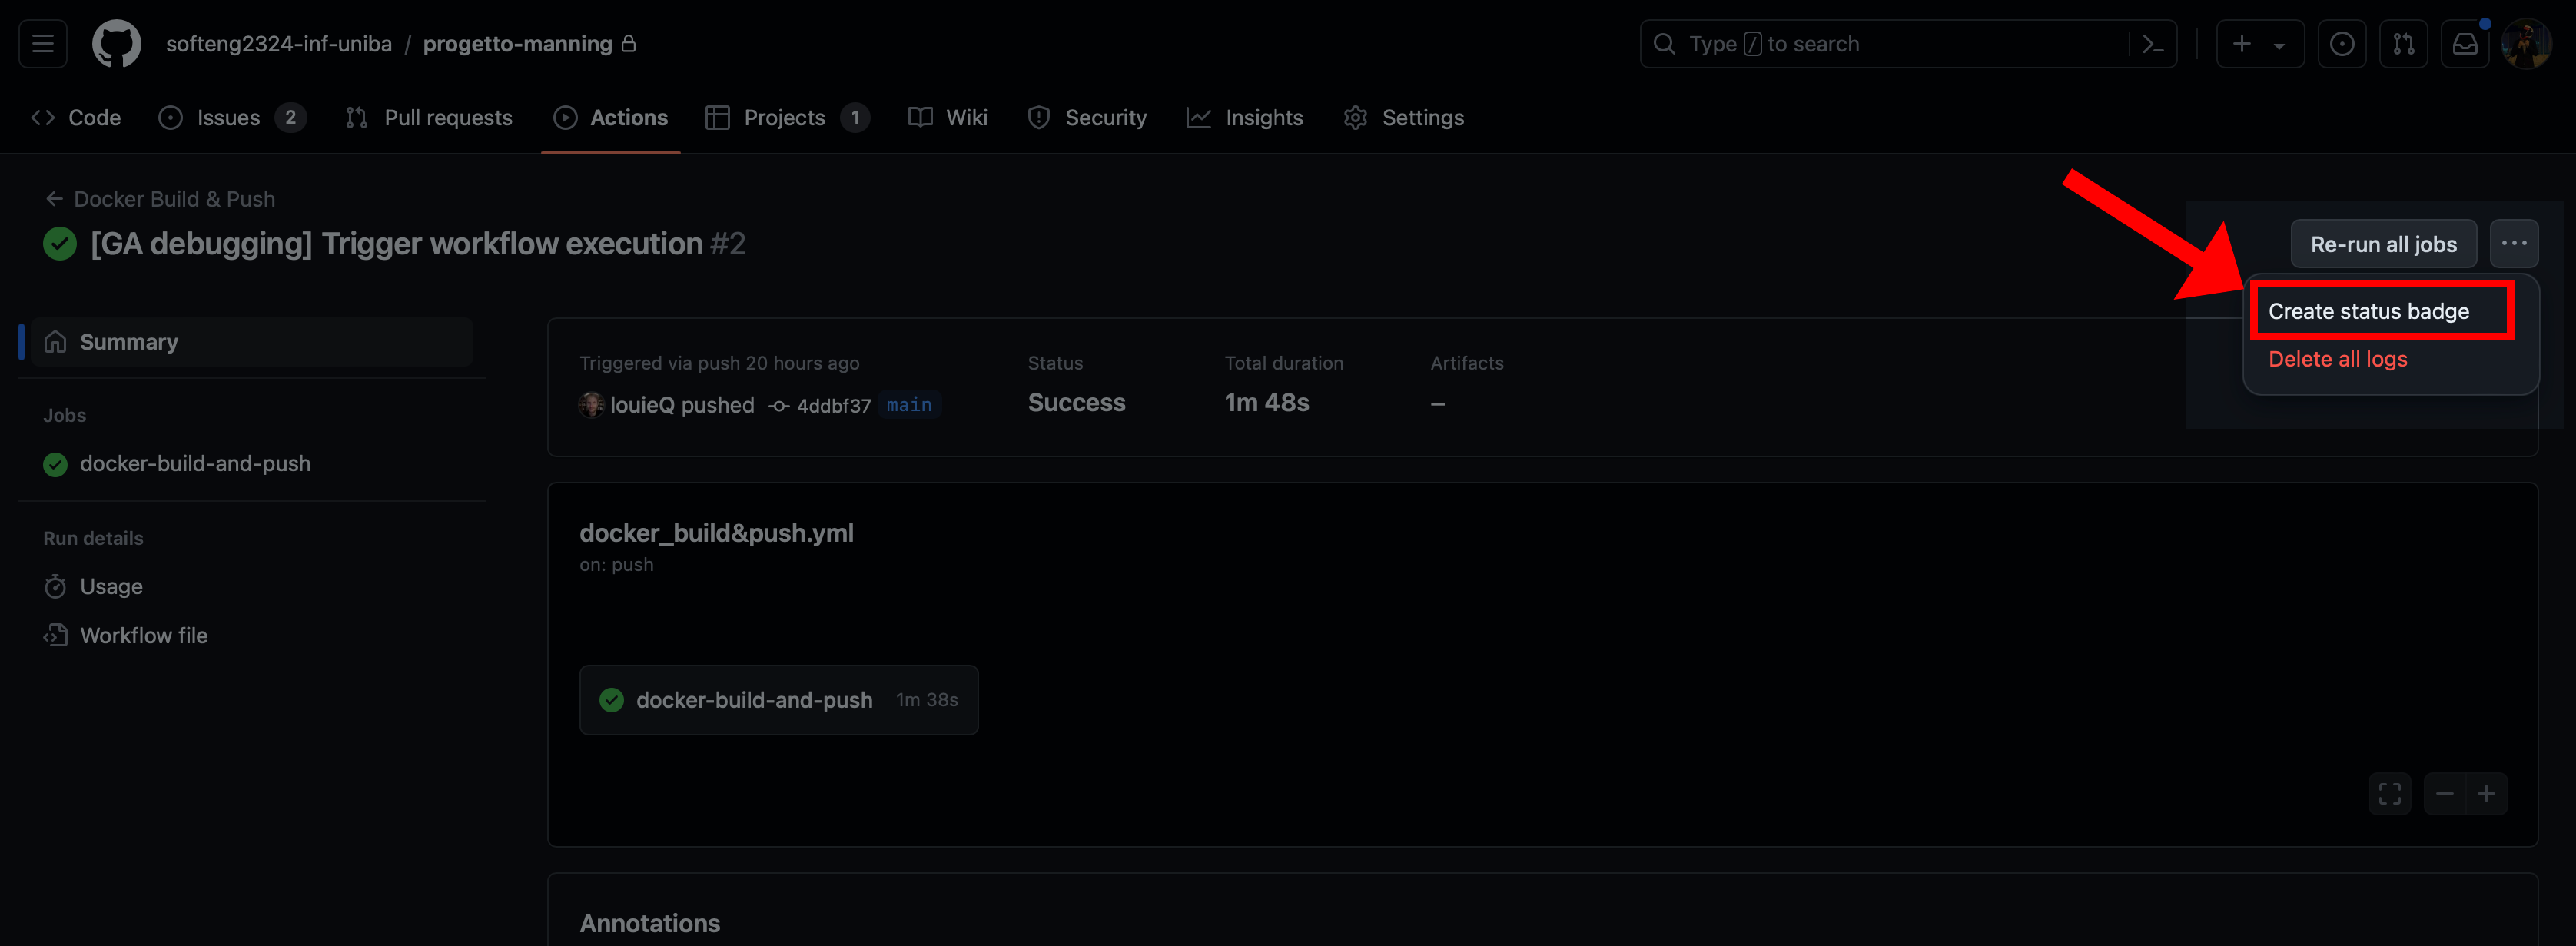 softeng2324-inf-uniba / progetto-manning
Type / to search
Code
Issues 2
Pull requests
Actions
Projects 1
Wiki
Security
Insights
Settings
Docker Build & Push
[GA debugging] Trigger workflow execution #2
Re-run all jobs
Create status badge
Delete all logs
Summary
Jobs
docker-build-and-push
Run details
Usage
Workflow file
Triggered via push 20 hours ago
louieQ pushed 4ddbf37 main
Status
Success
Total duration
1m 48s
Artifacts
–
docker_build&push.yml
on: push
docker-build-and-push 1m 38s
Annotations